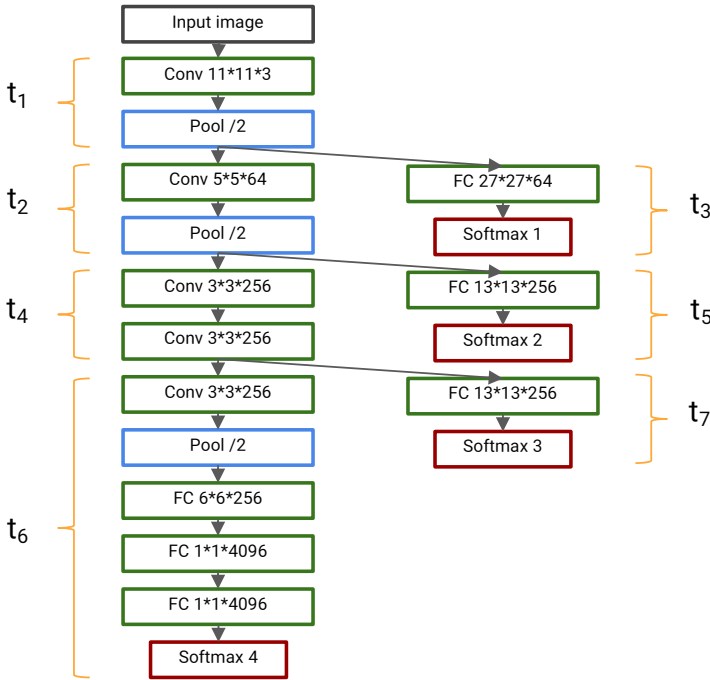 Input image
t₁
Conv 11*11*3
Pool /2
t₂
Conv 5*5*64
FC 27*27*64
t₃
Pool /2
Softmax 1
t₄
Conv 3*3*256
FC 13*13*256
t₅
Conv 3*3*256
Softmax 2
Conv 3*3*256
FC 13*13*256
t₇
Pool /2
Softmax 3
t₆
FC 6*6*256
FC 1*1*4096
FC 1*1*4096
Softmax 4